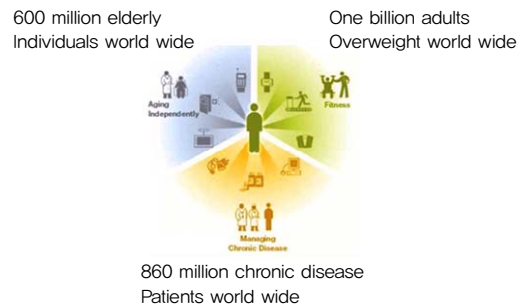 600 million elderly
Individuals world wide
One billion adults
Overweight world wide
Aging
Independently
Fitness
Managing
Chronic Disease
860 million chronic disease
Patients world wide